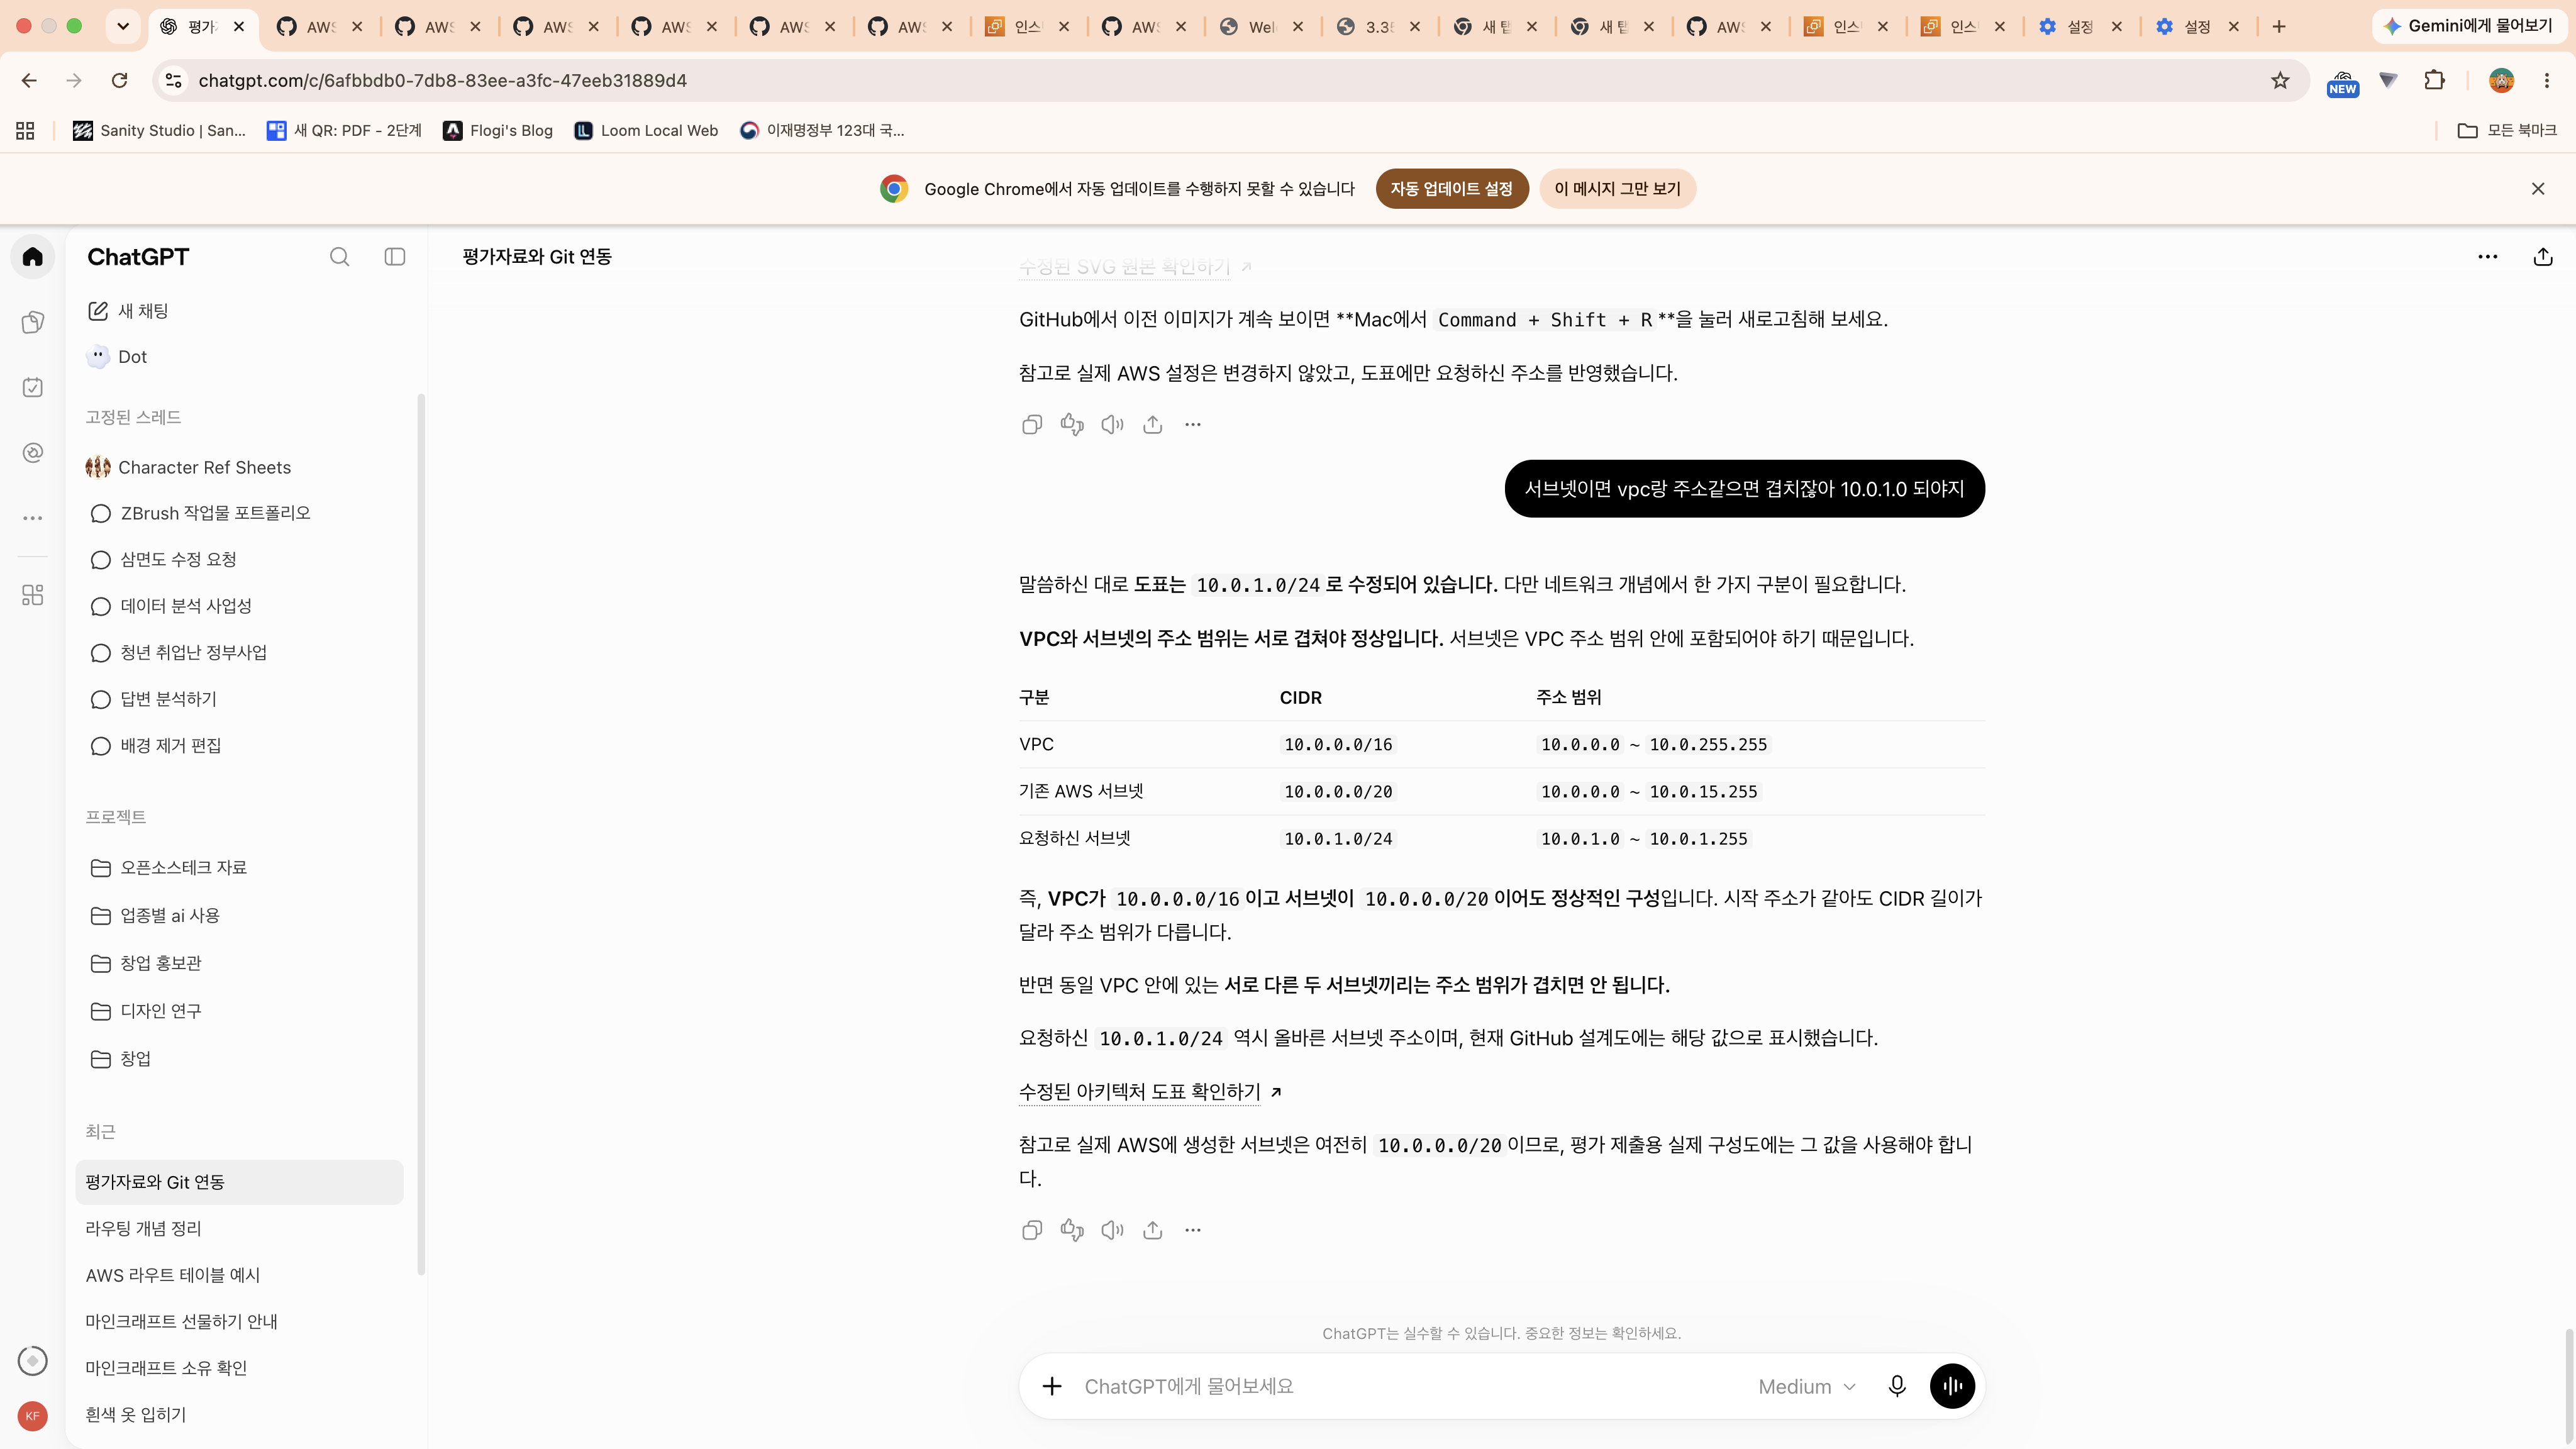 평가
AWS
AWS
AWS
AWS
AWS
AWS
인스
AWS
Wel
3.35
새 탭
새 탭
AWS
인스
인스
설정
설정
Gemini에게 물어보기
chatgpt.com/c/6afbbdb0-7db8-83ee-a3fc-47eeb31889d4
NEW
Sanity Studio | San...
새 QR: PDF - 2단계
Flogi's Blog
Loom Local Web
이재명정부 123대 국...
모든 북마크
Google Chrome에서 자동 업데이트를 수행하지 못할 수 있습니다
자동 업데이트 설정
이 메시지 그만 보기
ChatGPT
새 채팅
Dot
고정된 스레드
Character Ref Sheets
ZBrush 작업물 포트폴리오
삼면도 수정 요청
데이터 분석 사업성
청년 취업난 정부사업
답변 분석하기
배경 제거 편집
프로젝트
오픈소스테크 자료
업종별 ai 사용
창업 홍보관
디자인 연구
창업
최근
평가자료와 Git 연동
라우팅 개념 정리
AWS 라우트 테이블 예시
마인크래프트 선물하기 안내
마인크래프트 소유 확인
흰색 옷 입히기
KF
평가자료와 Git 연동
수정된 SVG 원본 확인하기
GitHub에서 이전 이미지가 계속 보이면 **Mac에서 Command + Shift + R **을 눌러 새로고침해 보세요.
참고로 실제 AWS 설정은 변경하지 않았고, 도표에만 요청하신 주소를 반영했습니다.
서브넷이면 vpc랑 주소같으면 겹치잖아 10.0.1.0 되야지
말씀하신 대로 도표는 10.0.1.0/24로 수정되어 있습니다. 다만 네트워크 개념에서 한 가지 구분이 필요합니다.
VPC와 서브넷의 주소 범위는 서로 겹쳐야 정상입니다. 서브넷은 VPC 주소 범위 안에 포함되어야 하기 때문입니다.
구분 CIDR 주소 범위
VPC 10.0.0.0/16 10.0.0.0 ~ 10.0.255.255
기존 AWS 서브넷 10.0.0.0/20 10.0.0.0 ~ 10.0.15.255
요청하신 서브넷 10.0.1.0/24 10.0.1.0 ~ 10.0.1.255
즉, VPC가 10.0.0.0/16이고 서브넷이 10.0.0.0/20이어도 정상적인 구성입니다. 시작 주소가 같아도 CIDR 길이가
달라 주소 범위가 다릅니다.
반면 동일 VPC 안에 있는 서로 다른 두 서브넷끼리는 주소 범위가 겹치면 안 됩니다.
요청하신 10.0.1.0/24 역시 올바른 서브넷 주소이며, 현재 GitHub 설계도에는 해당 값으로 표시했습니다.
수정된 아키텍처 도표 확인하기
참고로 실제 AWS에 생성한 서브넷은 여전히 10.0.0.0/20이므로, 평가 제출용 실제 구성도에는 그 값을 사용해야 합니
다.
ChatGPT는 실수할 수 있습니다. 중요한 정보는 확인하세요.
ChatGPT에게 물어보세요
Medium